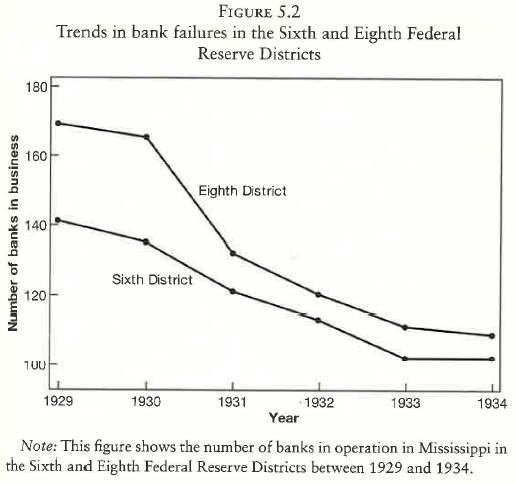 FIGURE 5.2
Trends in bank failures in the Sixth and Eighth Federal
Reserve Districts
180
160
140
120
100
Number of banks in business
Eighth District
Sixth District
1929 1930 1931 1932 1933 1934
Year
Note: This figure shows the number of banks in operation in Mississippi in
the Sixth and Eighth Federal Reserve Districts between 1929 and 1934.